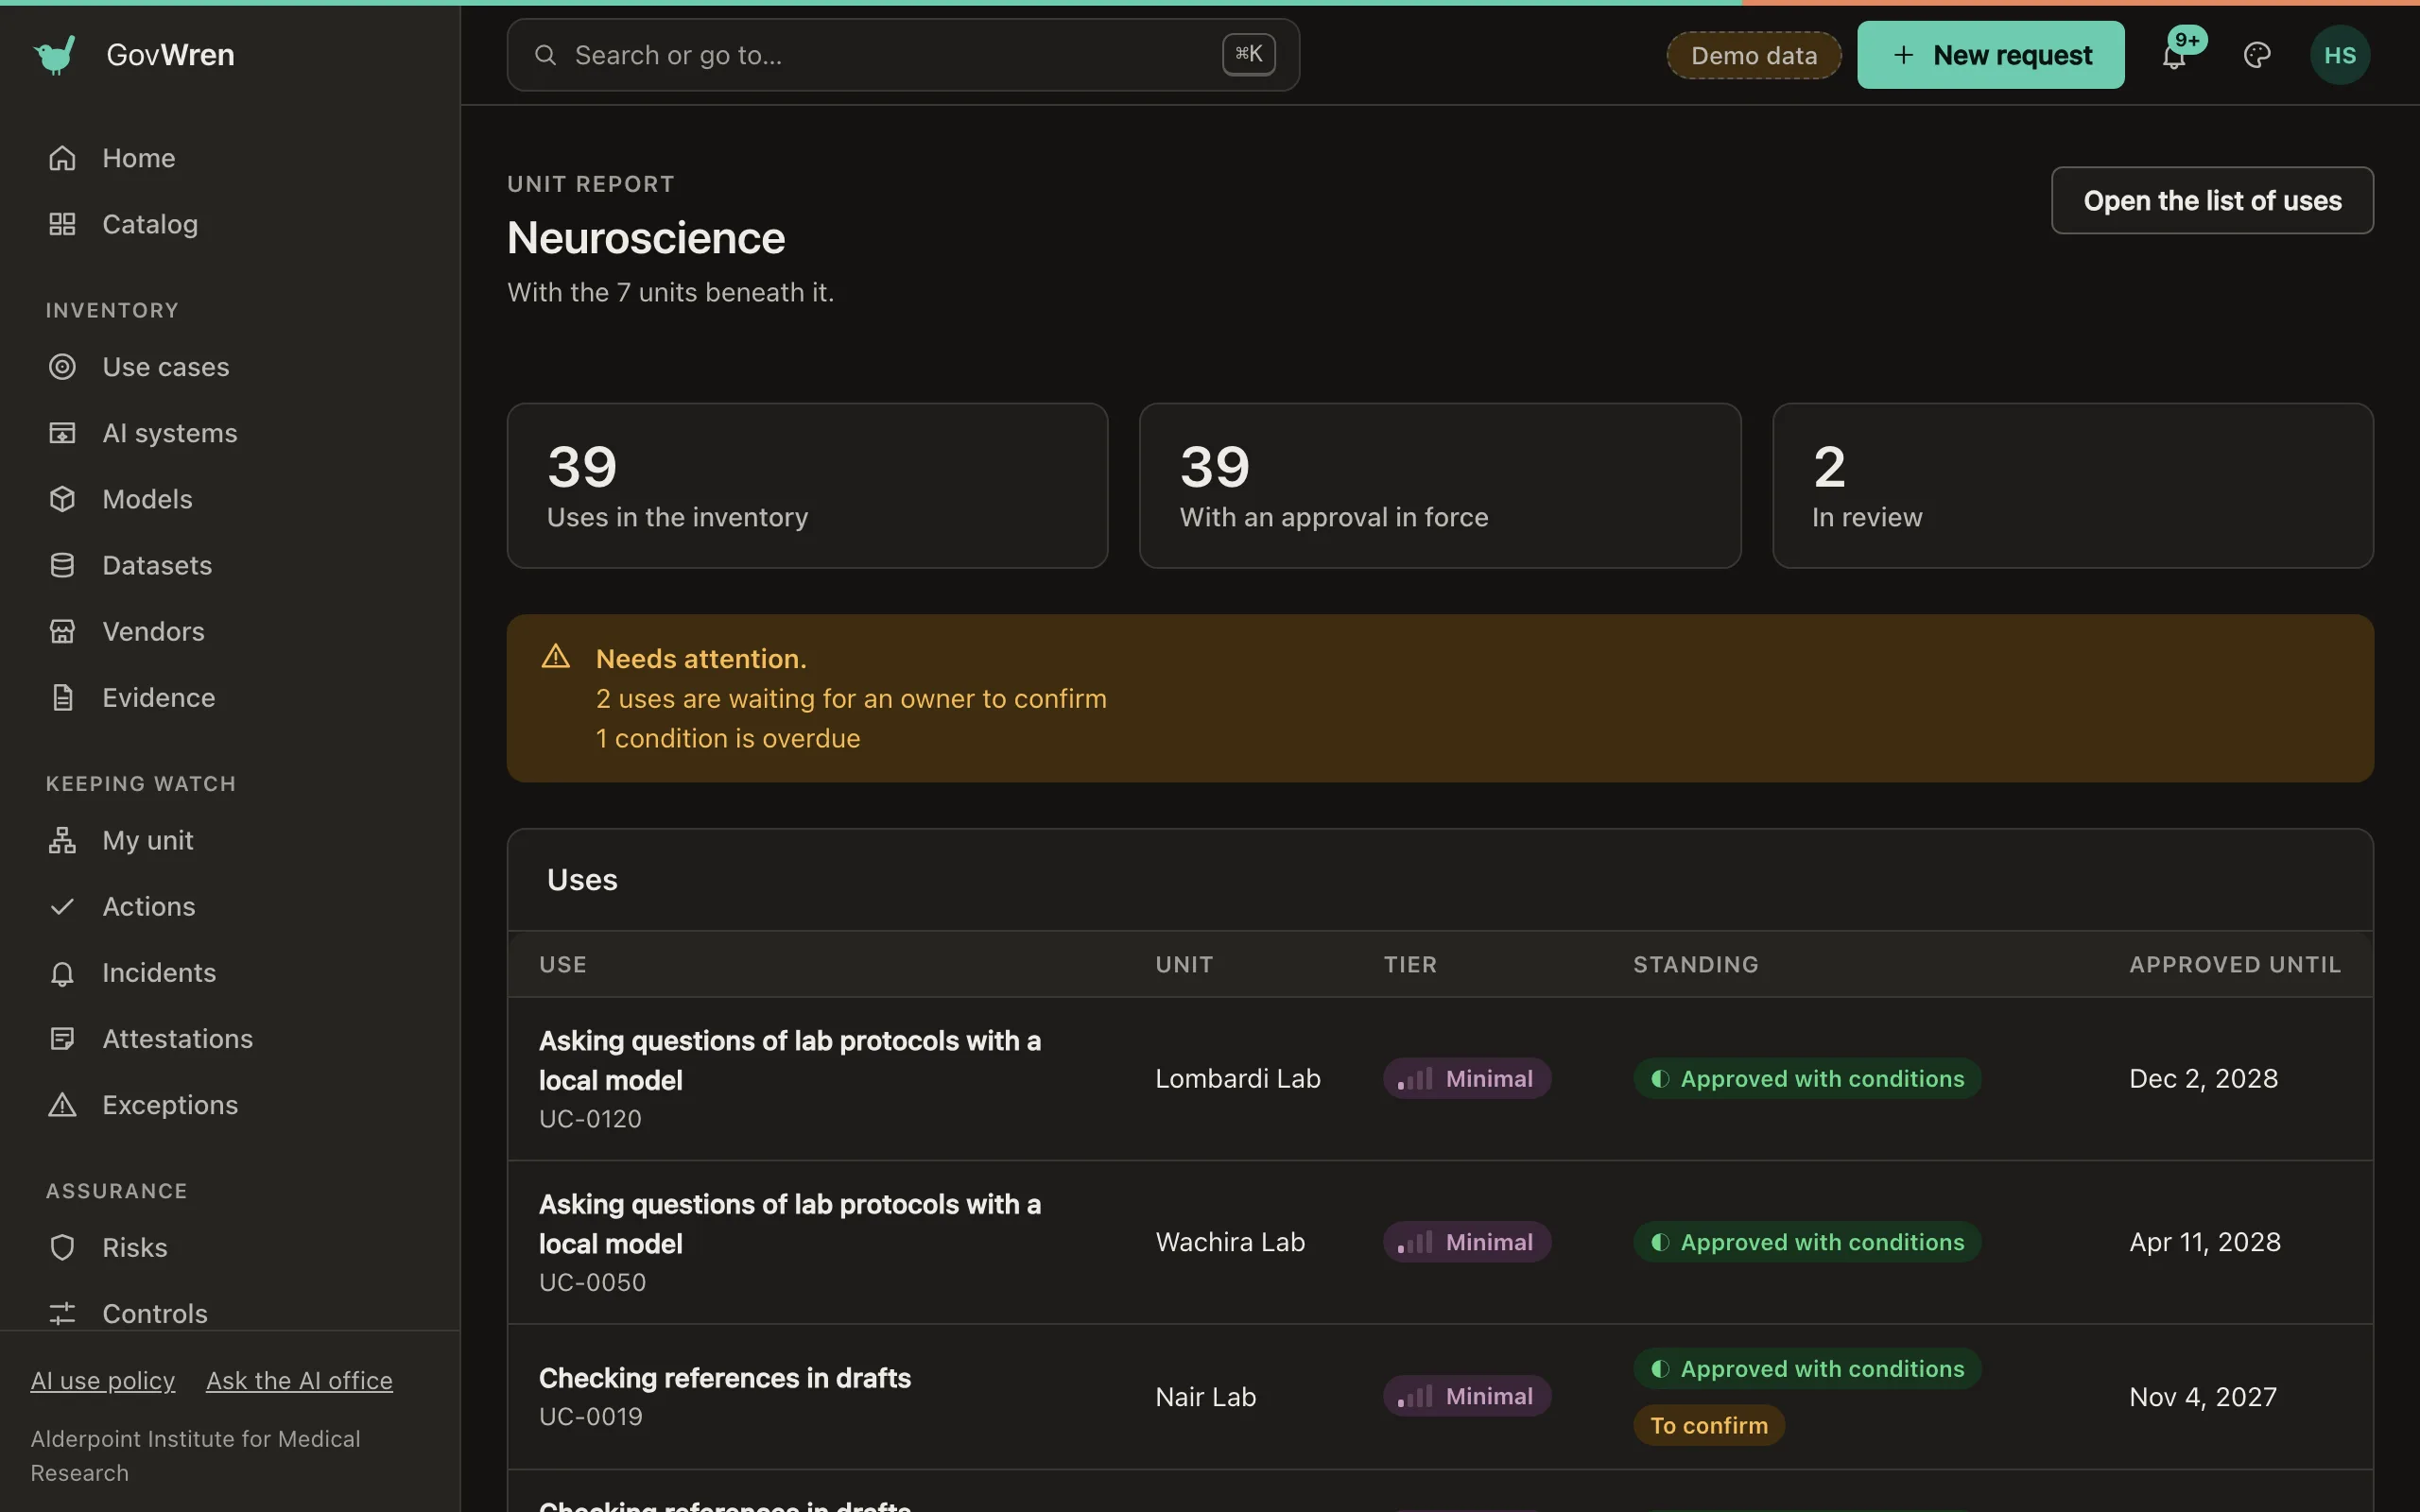 GovWren
Search or go to...
⌘K
Demo data
+ New request
9+
HS
Home
Catalog
INVENTORY
Use cases
AI systems
Models
Datasets
Vendors
Evidence
KEEPING WATCH
My unit
Actions
Incidents
Attestations
Exceptions
ASSURANCE
Risks
Controls
AI use policy
Ask the AI office
Alderpoint Institute for Medical
Research
UNIT REPORT
Neuroscience
With the 7 units beneath it.
Open the list of uses
39
Uses in the inventory
39
With an approval in force
2
In review
Needs attention.
2 uses are waiting for an owner to confirm
1 condition is overdue
Uses
USE UNIT TIER STANDING APPROVED UNTIL
Asking questions of lab protocols with a
local model
UC-0120
Lombardi Lab
Minimal
Approved with conditions
Dec 2, 2028
Asking questions of lab protocols with a
local model
UC-0050
Wachira Lab
Minimal
Approved with conditions
Apr 11, 2028
Checking references in drafts
UC-0019
Nair Lab
Minimal
Approved with conditions
To confirm
Nov 4, 2027
Checking references in drafts